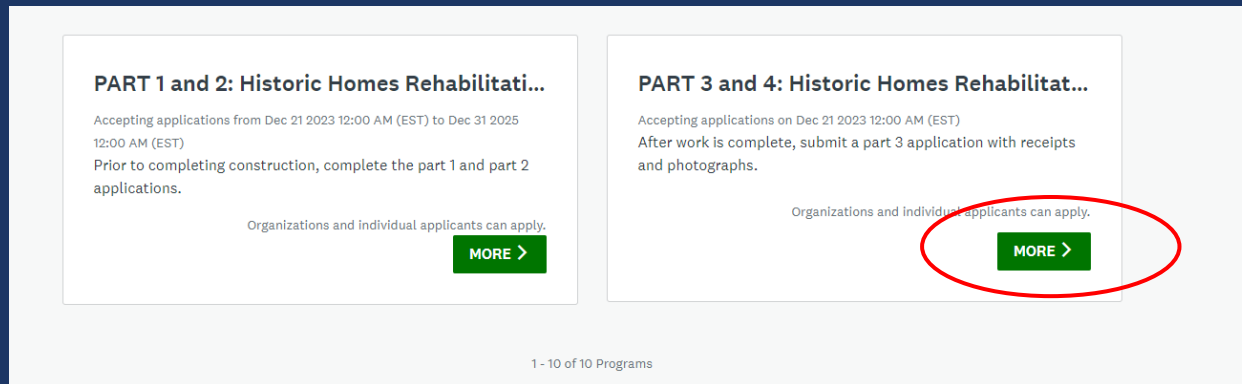 PART 1 and 2: Historic Homes Rehabilitati...
Accepting applications from Dec 21 2023 12:00 AM (EST) to Dec 31 2025
12:00 AM (EST)
Prior to completing construction, complete the part 1 and part 2
applications.
Organizations and individual applicants can apply.
MORE
PART 3 and 4: Historic Homes Rehabilitat...
Accepting applications on Dec 21 2023 12:00 AM (EST)
After work is complete, submit a part 3 application with receipts
and photographs.
Organizations and individual applicants can apply.
MORE
1 - 10 of 10 Programs